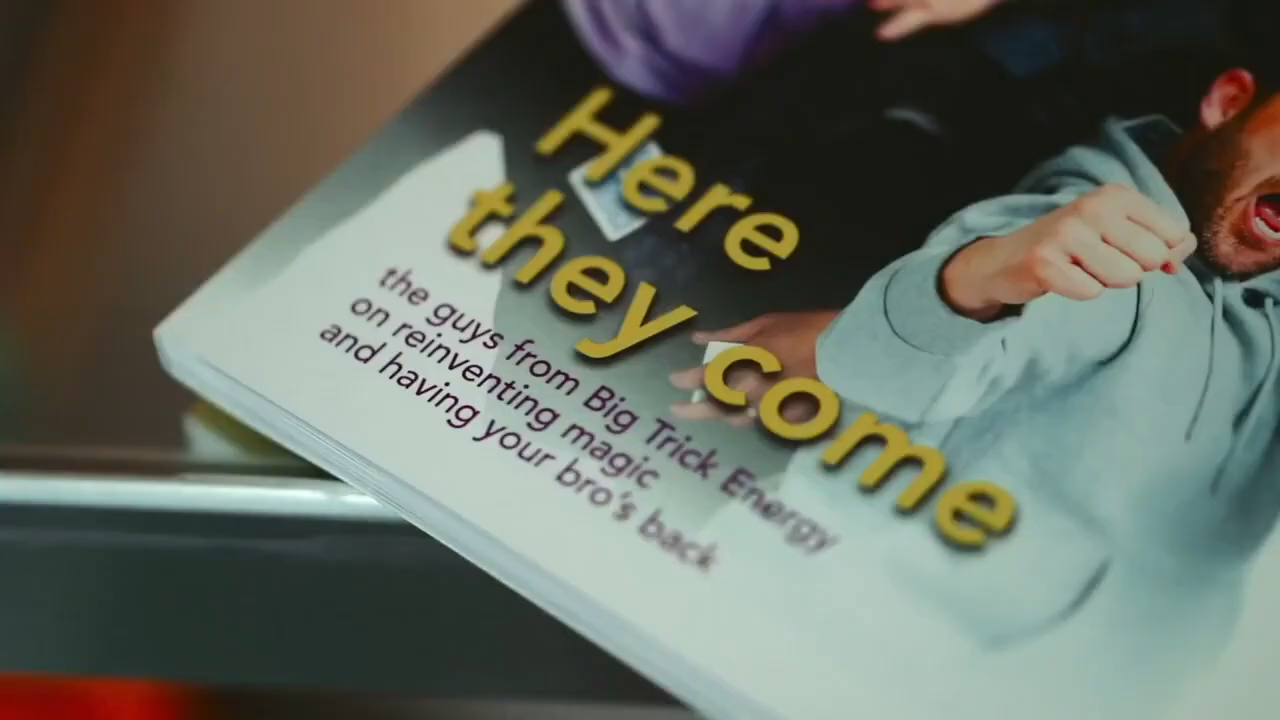 Here
they come
the guys from Big Trick Energy
on reinventing magic
and having your bro's back